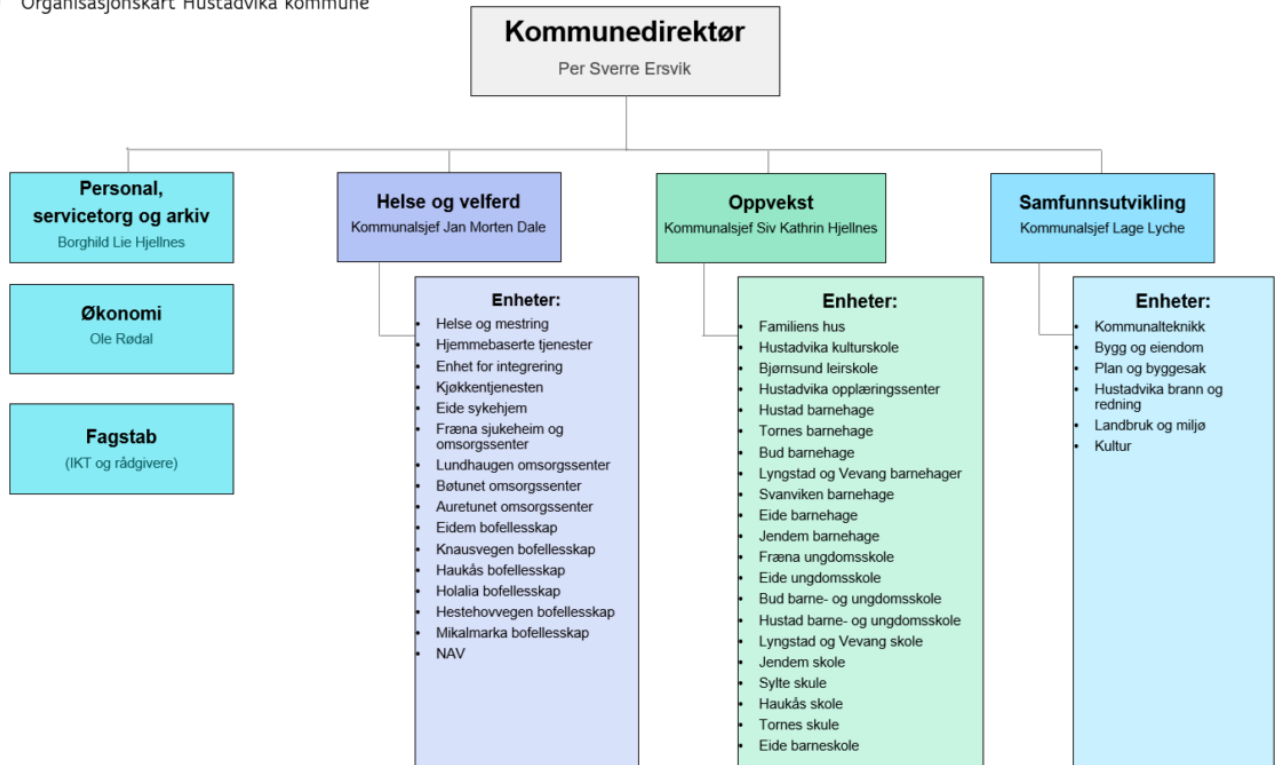 Organisasjonskart Hustadvika kommune
Kommunedirektør
Per Sverre Ersvik
Personal,
servicetorg og arkiv
Borghild Lie Hjellnes
Økonomi
Ole Rødal
Fagstab
(IKT og rådgivere)
Helse og velferd
Kommunalsjef Jan Morten Dale
Enheter:
• Helse og mestring
• Hjemmebaserte tjenester
• Enhet for integrering
• Kjøkkentjenesten
• Eide sykehjem
• Fræna sjukeheim og
omsorgssenter
• Lundhaugen omsorgssenter
• Bøtunet omsorgssenter
• Auretunet omsorgssenter
• Eidem bofellesskap
• Knausvegen bofellesskap
• Haukås bofellesskap
• Holalia bofellesskap
• Hestehovvegen bofellesskap
• Mikalmarka bofellesskap
• NAV
Oppvekst
Kommunalsjef Siv Kathrin Hjellnes
Enheter:
• Familiens hus
• Hustadvika kulturskole
• Bjørnsund leirskole
• Hustadvika opplæringssenter
• Hustad barnehage
• Tornes barnehage
• Bud barnehage
• Lyngstad og Vevang barnehager
• Svanviken barnehage
• Eide barnehage
• Jendem barnehage
• Fræna ungdomsskole
• Eide ungdomsskole
• Bud barne- og ungdomsskole
• Hustad barne- og ungdomsskole
• Lyngstad og Vevang skole
• Jendem skole
• Sylte skule
• Haukås skole
• Tornes skule
• Eide barneskole
Samfunnsutvikling
Kommunalsjef Lage Lyche
Enheter:
• Kommunalteknikk
• Bygg og eiendom
• Plan og byggesak
• Hustadvika brann og
redning
• Landbruk og miljø
• Kultur